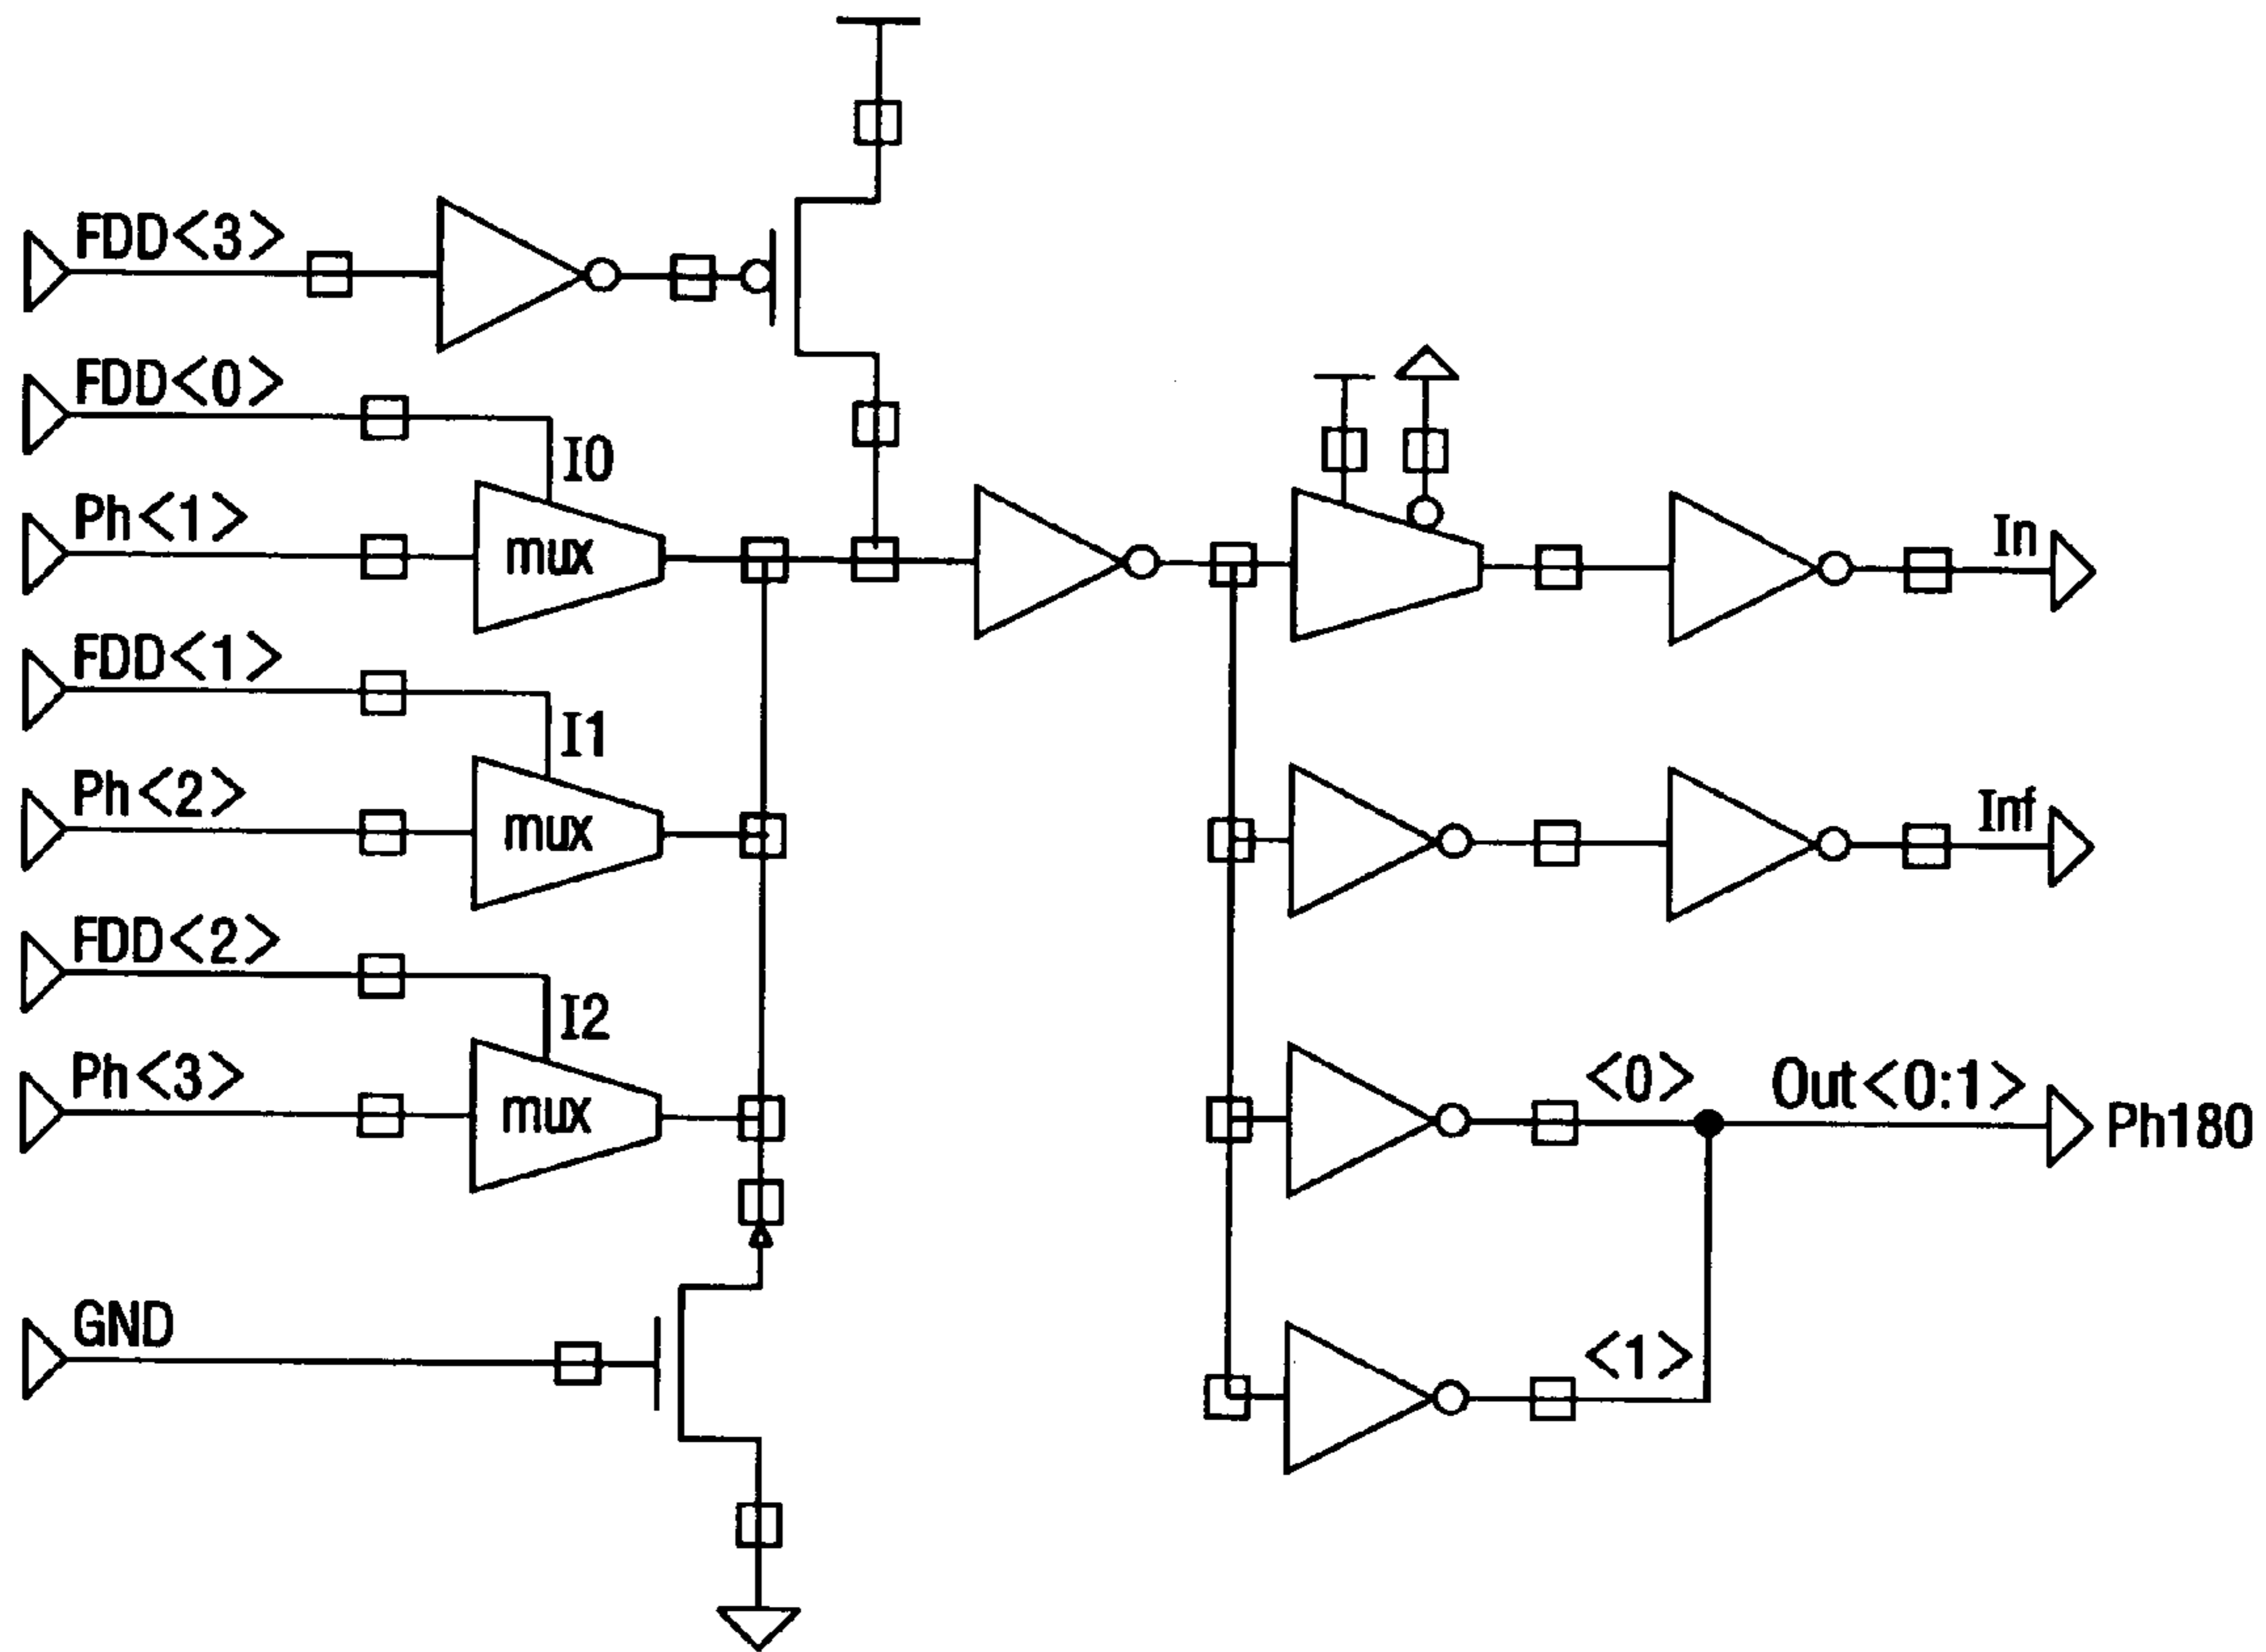 FDD<3>
FDD<0>
I0
Ph<1>
mux
In
FDD<1>
I1
Ph<2>
mux
Inf
FDD<2>
I2
Ph<3>
mux
<0>
Out<0:1>
Ph180
GND
<1>